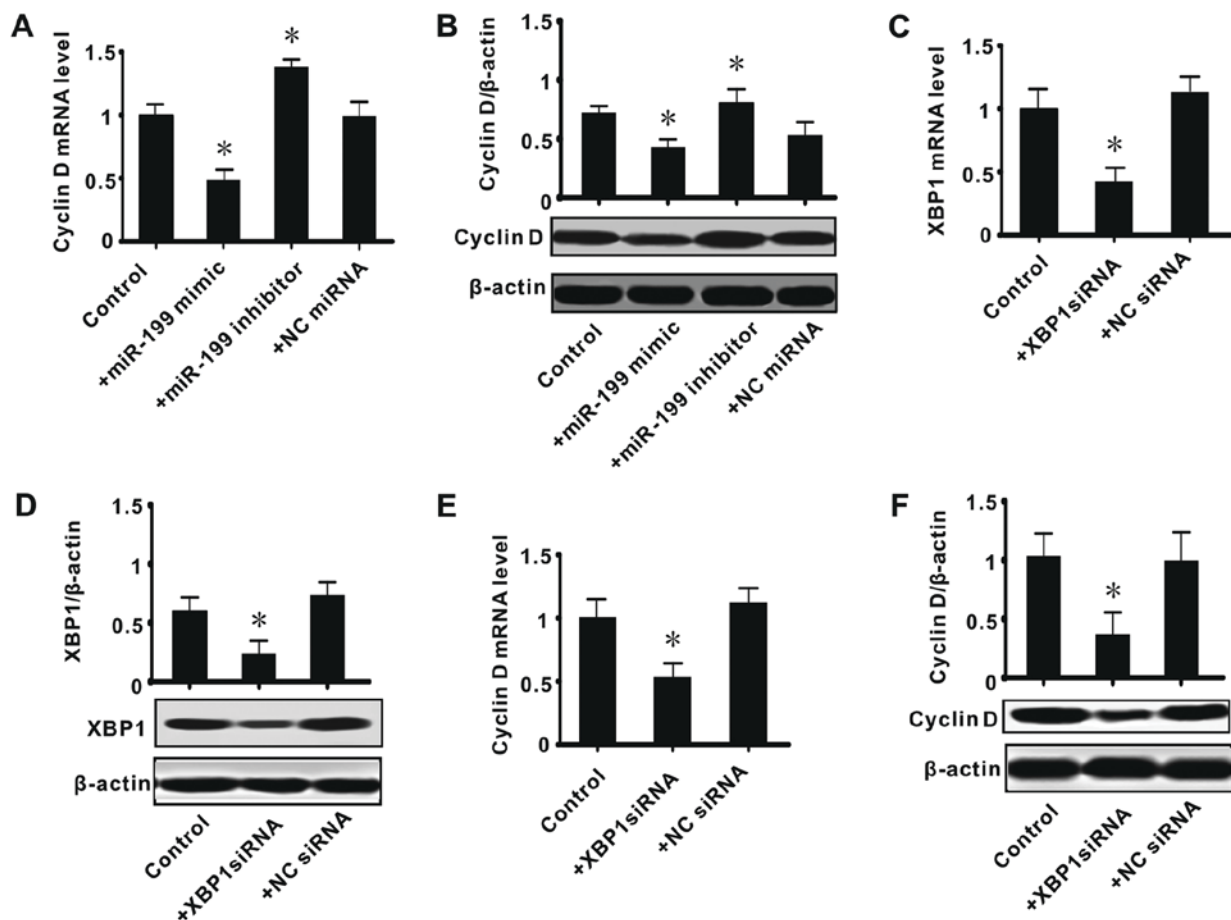 A
Cyclin D mRNA level
1.5
1
0.5
0
*
*
Control
+miR-199 mimic
+miR-199 inhibitor
+NC miRNA
B
Cyclin D/β-actin
1.5
1
0.5
0
*
*
Cyclin D
β-actin
Control
+miR-199 mimic
+miR-199 inhibitor
+NC miRNA
C
XBP1 mRNA level
1.5
1
0.5
0
*
Control
+XBP1siRNA
+NC siRNA
D
XBP1/β-actin
1.5
1
0.5
0
*
XBP1
β-actin
Control
+XBP1siRNA
+NC siRNA
E
Cyclin D mRNA level
1.5
1
0.5
0
*
Control
+XBP1siRNA
+NC siRNA
F
Cyclin D/β-actin
1.5
1
0.5
0
*
Cyclin D
β-actin
Control
+XBP1siRNA
+NC siRNA